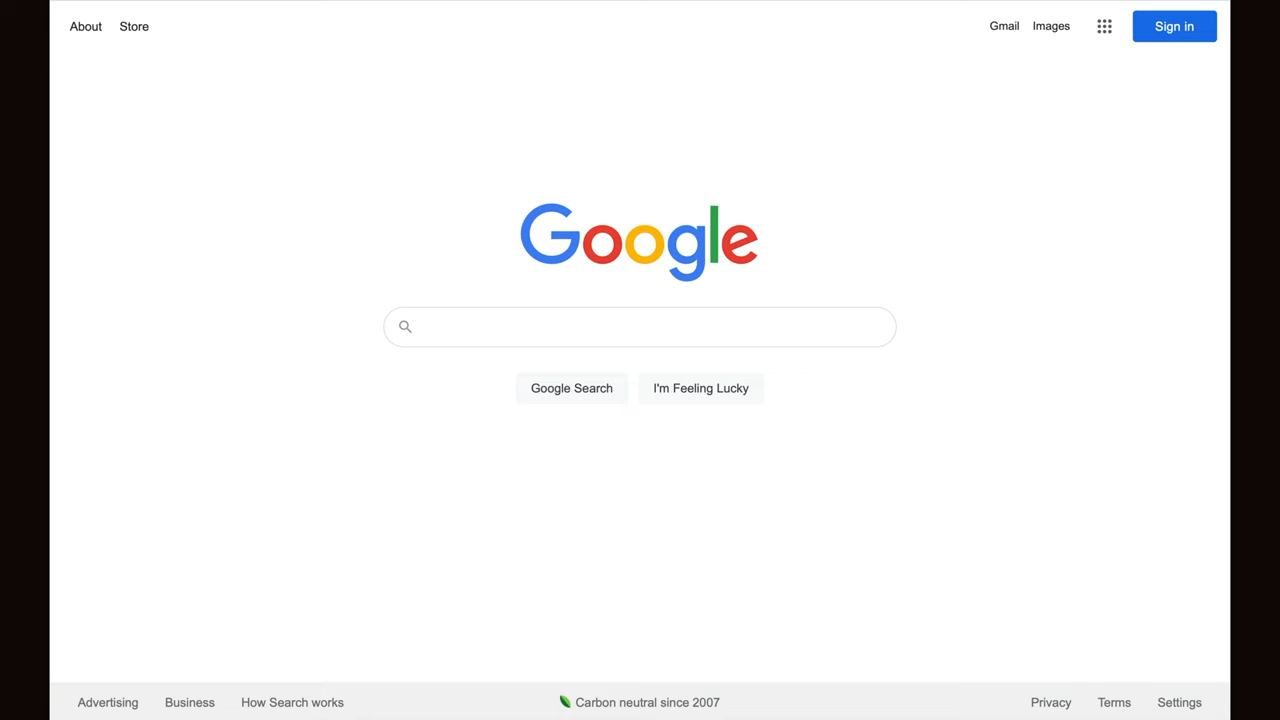 About Store Gmail Images Sign in
Google
Google Search I'm Feeling Lucky
Advertising Business How Search works Carbon neutral since 2007 Privacy Terms Settings